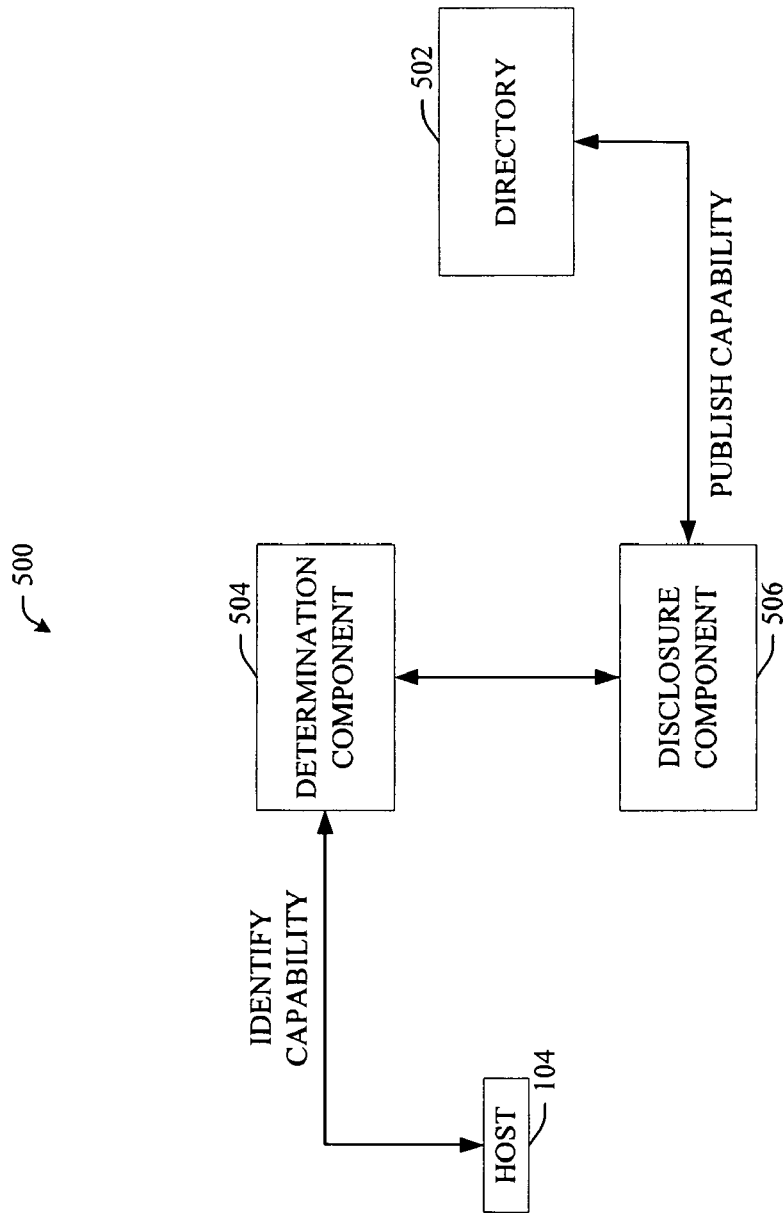 500
IDENTIFY
CAPABILITY
504
DETERMINATION
COMPONENT
HOST
104
502
DIRECTORY
DISCLOSURE
COMPONENT
506
PUBLISH CAPABILITY